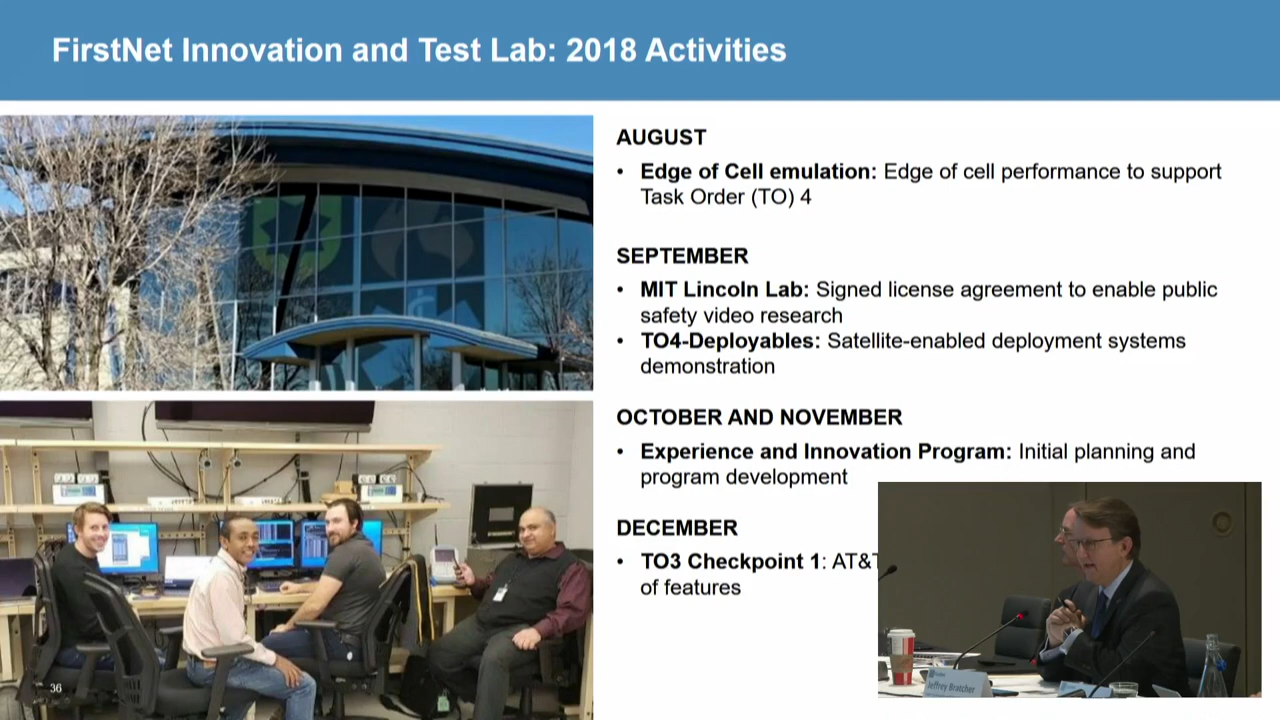 FirstNet Innovation and Test Lab: 2018 Activities
AUGUST
• Edge of Cell emulation: Edge of cell performance to support
Task Order (TO) 4
SEPTEMBER
• MIT Lincoln Lab: Signed license agreement to enable public
safety video research
• TO4-Deployables: Satellite-enabled deployment systems
demonstration
OCTOBER AND NOVEMBER
• Experience and Innovation Program: Initial planning and
program development
DECEMBER
• TO3 Checkpoint 1: AT&T
of features
36
Jeffrey Bratcher